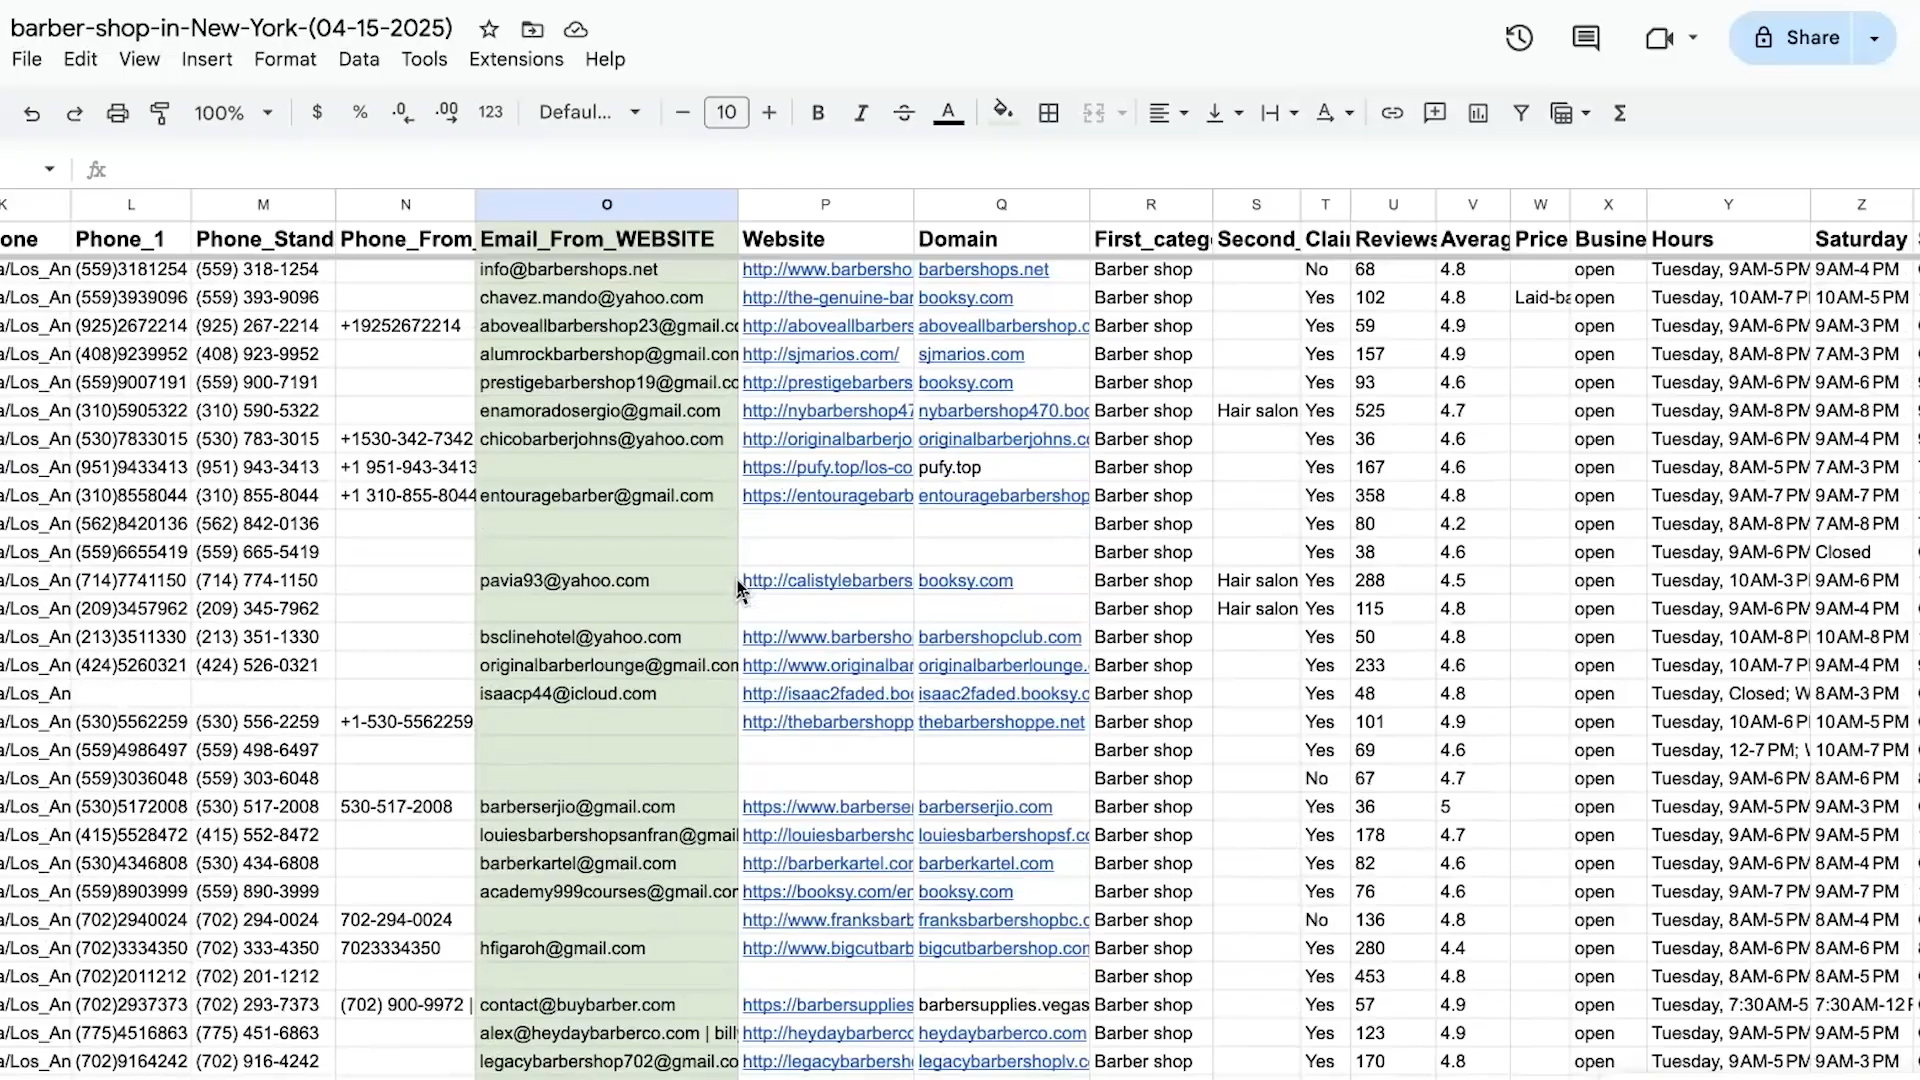 barber-shop-in-New-York-(04-15-2025)
File Edit View Insert Format Data Tools Extensions Help
Share
100% $ % .0 .00 123 Defaul... 10 B I A
fx
K L M N O P Q R S T U V W X Y Z
one Phone_1 Phone_Stand Phone_From_ Email_From_WEBSITE Website Domain First_categ Second_ Clai Reviews Averag Price Busine Hours Saturday
a/Los_An (559)3181254 (559) 318-1254 info@barbershops.net http://www.barbersho barbershops.net Barber shop No 68 4.8 open Tuesday, 9AM-5PM 9AM-4PM
a/Los_An (559)3939096 (559) 393-9096 chavez.mando@yahoo.com http://the-genuine-bar booksy.com Barber shop Yes 102 4.8 Laid-ba open Tuesday, 10AM-7P 10AM-5PM
a/Los_An (925)2672214 (925) 267-2214 +19252672214 aboveallbarbershop23@gmail.co http://aboveallbarbers aboveallbarbershop.c Barber shop Yes 59 4.9 open Tuesday, 9AM-6PM 9AM-3PM
a/Los_An (408)9239952 (408) 923-9952 alumrockbarbershop@gmail.com http://sjmarios.com/ sjmarios.com Barber shop Yes 157 4.9 open Tuesday, 8AM-8PM 7AM-3PM
a/Los_An (559)9007191 (559) 900-7191 prestigebarbershop19@gmail.co http://prestigebarbers booksy.com Barber shop Yes 93 4.6 open Tuesday, 9AM-6PM 9AM-6PM
a/Los_An (310)5905322 (310) 590-5322 enamoradosergio@gmail.com http://nybarbershop47 nybarbershop470.boo Barber shop Hair salon Yes 525 4.7 open Tuesday, 9AM-8PM 9AM-8PM
a/Los_An (530)7833015 (530) 783-3015 +1530-342-7342 chicobarberjohns@yahoo.com http://originalbarberjo originalbarberjohns.co Barber shop Yes 36 4.6 open Tuesday, 9AM-6PM 9AM-4PM
a/Los_An (951)9433413 (951) 943-3413 +1 951-943-3413 https://pufy.top/los-co pufy.top Barber shop Yes 167 4.6 open Tuesday, 8AM-5PM 7AM-3PM
a/Los_An (310)8558044 (310) 855-8044 +1 310-855-8044 entouragebarber@gmail.com https://entouragebarb entouragebarbershop Barber shop Yes 358 4.8 open Tuesday, 9AM-7PM 9AM-7PM
a/Los_An (562)8420136 (562) 842-0136 Barber shop Yes 80 4.2 open Tuesday, 8AM-8PM 7AM-8PM
a/Los_An (559)6655419 (559) 665-5419 Barber shop Yes 38 4.6 open Tuesday, 9AM-6PM Closed
a/Los_An (714)7741150 (714) 774-1150 pavia93@yahoo.com http://calistylebarbers booksy.com Barber shop Hair salon Yes 288 4.5 open Tuesday, 10AM-3P 9AM-6PM
a/Los_An (209)3457962 (209) 345-7962 Barber shop Hair salon Yes 115 4.8 open Tuesday, 9AM-6PM 9AM-4PM
a/Los_An (213)3511330 (213) 351-1330 bsclinehotel@yahoo.com http://www.barbersho barbershopclub.com Barber shop Yes 50 4.8 open Tuesday, 10AM-8P 10AM-8PM
a/Los_An (424)5260321 (424) 526-0321 originalbarberlounge@gmail.com http://www.originalbar originalbarberlounge. Barber shop Yes 233 4.6 open Tuesday, 10AM-7P 9AM-4PM
a/Los_An isaacp44@icloud.com http://isaac2faded.boo isaac2faded.booksy.c Barber shop Yes 48 4.8 open Tuesday, Closed; W 8AM-3PM
a/Los_An (530)5562259 (530) 556-2259 +1-530-5562259 http://thebarbershopp thebarbershoppe.net Barber shop Yes 101 4.9 open Tuesday, 10AM-6P 10AM-5PM
a/Los_An (559)4986497 (559) 498-6497 Barber shop Yes 69 4.6 open Tuesday, 12-7PM; 10AM-7PM
a/Los_An (559)3036048 (559) 303-6048 Barber shop No 67 4.7 open Tuesday, 9AM-6PM 8AM-6PM
a/Los_An (530)5172008 (530) 517-2008 530-517-2008 barberserjio@gmail.com https://www.barberse barberserjio.com Barber shop Yes 36 5 open Tuesday, 9AM-5PM 9AM-3PM
a/Los_An (415)5528472 (415) 552-8472 louiesbarbershopsanfran@gmail http://louiesbarbersho louiesbarbershopsf.co Barber shop Yes 178 4.7 open Tuesday, 9AM-6PM 9AM-5PM
a/Los_An (530)4346808 (530) 434-6808 barberkartel@gmail.com http://barberkartel.cor barberkartel.com Barber shop Yes 82 4.6 open Tuesday, 9AM-6PM 8AM-4PM
a/Los_An (559)8903999 (559) 890-3999 academy999courses@gmail.com https://booksy.com/er booksy.com Barber shop Yes 76 4.6 open Tuesday, 9AM-7PM 9AM-7PM
a/Los_An (702)2940024 (702) 294-0024 702-294-0024 http://www.franksbarb franksbarbershopbc.c Barber shop No 136 4.8 open Tuesday, 8AM-5PM 8AM-4PM
a/Los_An (702)3334350 (702) 333-4350 7023334350 hfigaroh@gmail.com http://www.bigcutbarb bigcutbarbershop.com Barber shop Yes 280 4.4 open Tuesday, 8AM-6PM 8AM-6PM
a/Los_An (702)2011212 (702) 201-1212 Barber shop Yes 453 4.8 open Tuesday, 8AM-6PM 8AM-5PM
a/Los_An (702)2937373 (702) 293-7373 (702) 900-9972 | contact@buybarber.com https://barbersupplies barbersupplies.vegas Barber shop Yes 57 4.9 open Tuesday, 7:30AM-5 7:30AM-12P
a/Los_An (775)4516863 (775) 451-6863 alex@heydaybarberco.com | bill http://heydaybarberc heydaybarberco.com Barber shop Yes 123 4.9 open Tuesday, 9AM-5PM 9AM-5PM
a/Los_An (702)9164242 (702) 916-4242 legacybarbershop702@gmail.co http://legacybarbersh legacybarbershoplv.c Barber shop Yes 170 4.8 open Tuesday, 9AM-5PM 9AM-3PM